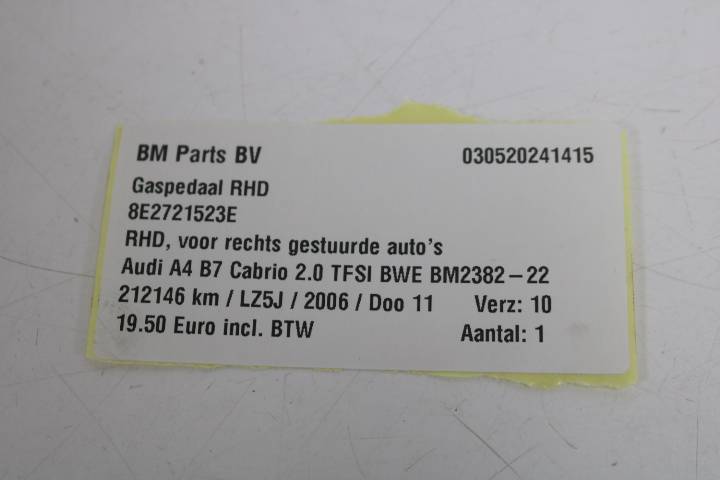 BM Parts BV 030520241415
Gaspedaal RHD
8E2721523E
RHD, voor rechts gestuurde auto's
Audi A4 B7 Cabrio 2.0 TFSI BWE BM2382-22
212146 km / LZ5J / 2006 / Doo 11 Verz: 10
19.50 Euro incl. BTW Aantal: 1